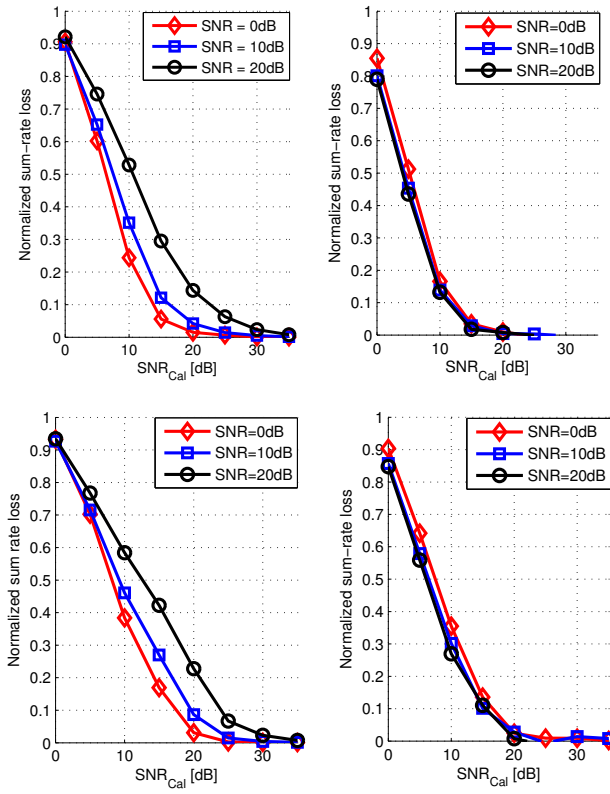 Normalized sum-rate loss
1
0.9
0.8
0.7
0.6
0.5
0.4
0.3
0.2
0.1
0
0 10 20 30
SNR_Cal [dB]
SNR = 0dB
SNR = 10dB
SNR = 20dB
Normalized sum-rate loss
1
0.9
0.8
0.7
0.6
0.5
0.4
0.3
0.2
0.1
0
0 10 20 30
SNR_Cal [dB]
SNR=0dB
SNR=10dB
SNR=20dB
Normalized sum rate loss
1
0.9
0.8
0.7
0.6
0.5
0.4
0.3
0.2
0.1
0
0 10 20 30
SNR_Cal [dB]
SNR=0dB
SNR=10dB
SNR=20dB
Normalized sum-rate loss
1
0.9
0.8
0.7
0.6
0.5
0.4
0.3
0.2
0.1
0
0 10 20 30
SNR_Cal [dB]
SNR=0dB
SNR=10dB
SNR=20dB